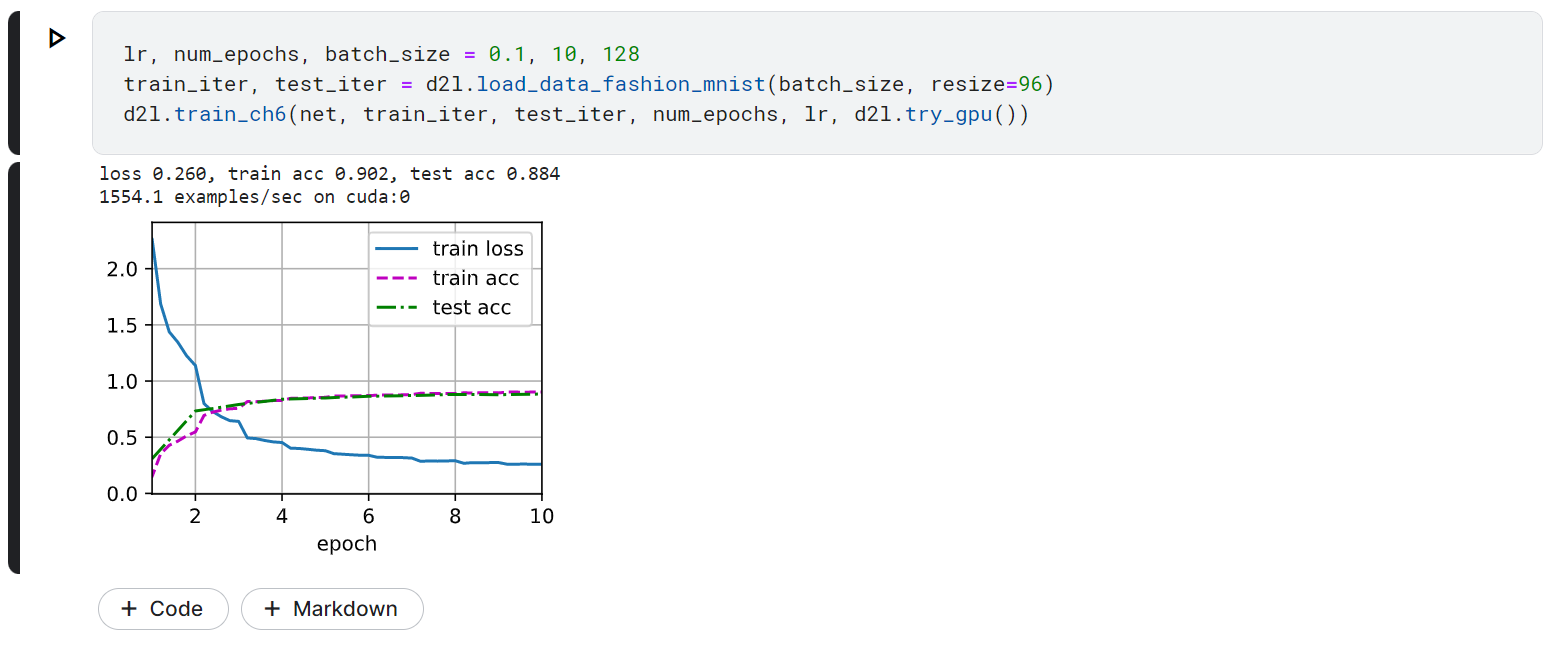 lr, num_epochs, batch_size = 0.1, 10, 128
train_iter, test_iter = d2l.load_data_fashion_mnist(batch_size, resize=96)
d2l.train_ch6(net, train_iter, test_iter, num_epochs, lr, d2l.try_gpu())
loss 0.260, train acc 0.902, test acc 0.884
1554.1 examples/sec on cuda:0
train loss
train acc
test acc
2.0
1.5
1.0
0.5
0.0
2 4 6 8 10
epoch
+ Code + Markdown